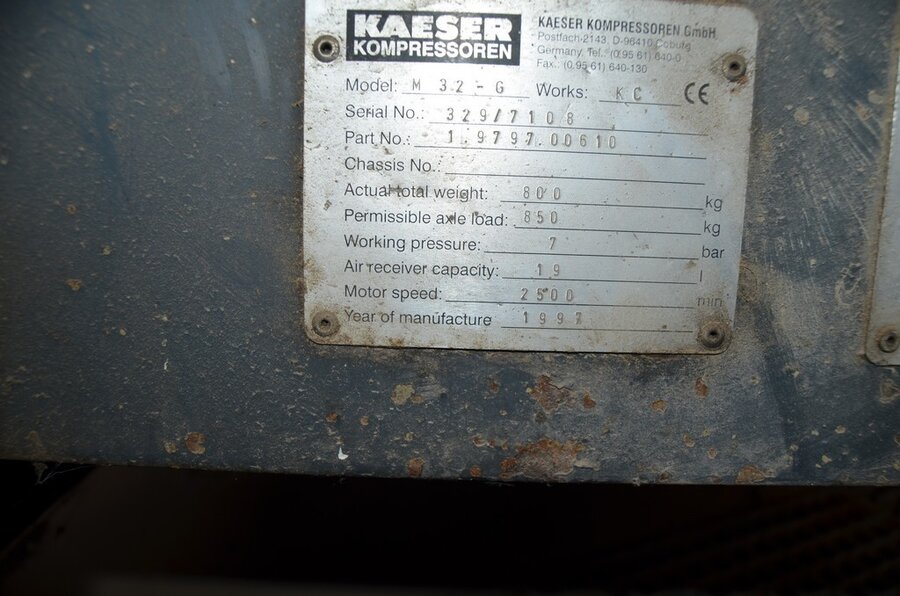 KAESER
KOMPRESSOREN
KAESER KOMPRESSOREN GmbH
Postfach 2143, D-96410 Coburg
Germany, Tel.: (0 95 61) 640-0
Fax.: (0 95 61) 640-130
Model: M 32-G Works: KC CE
Serial No.: 329/7108
Part No.: 1.9797.00610
Chassis No.:
Actual total weight: 800 kg
Permissible axle load: 850 kg
Working pressure: 7 bar
Air receiver capacity: 19 l
Motor speed: 2500 min
Year of manufacture 1997